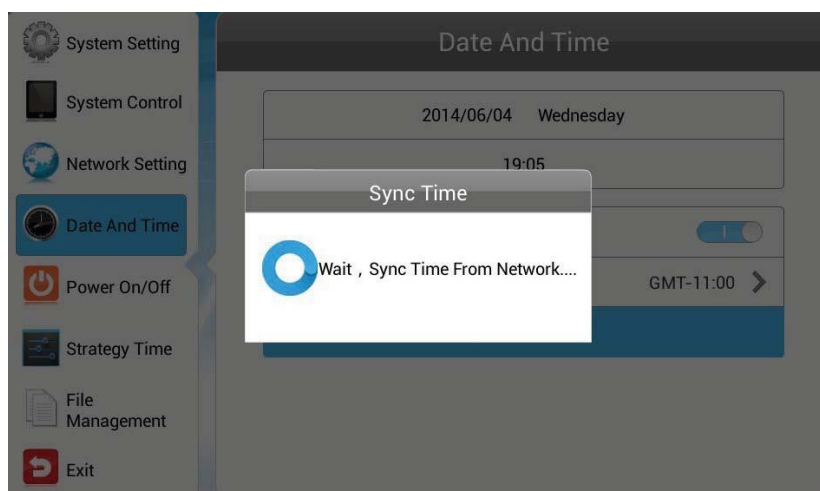 System Setting
System Control
Network Setting
Date And Time
Power On/Off
Strategy Time
File
Management
Exit
Date And Time
2014/06/04 Wednesday
19:05
Sync Time
Wait , Sync Time From Network....
GMT-11:00